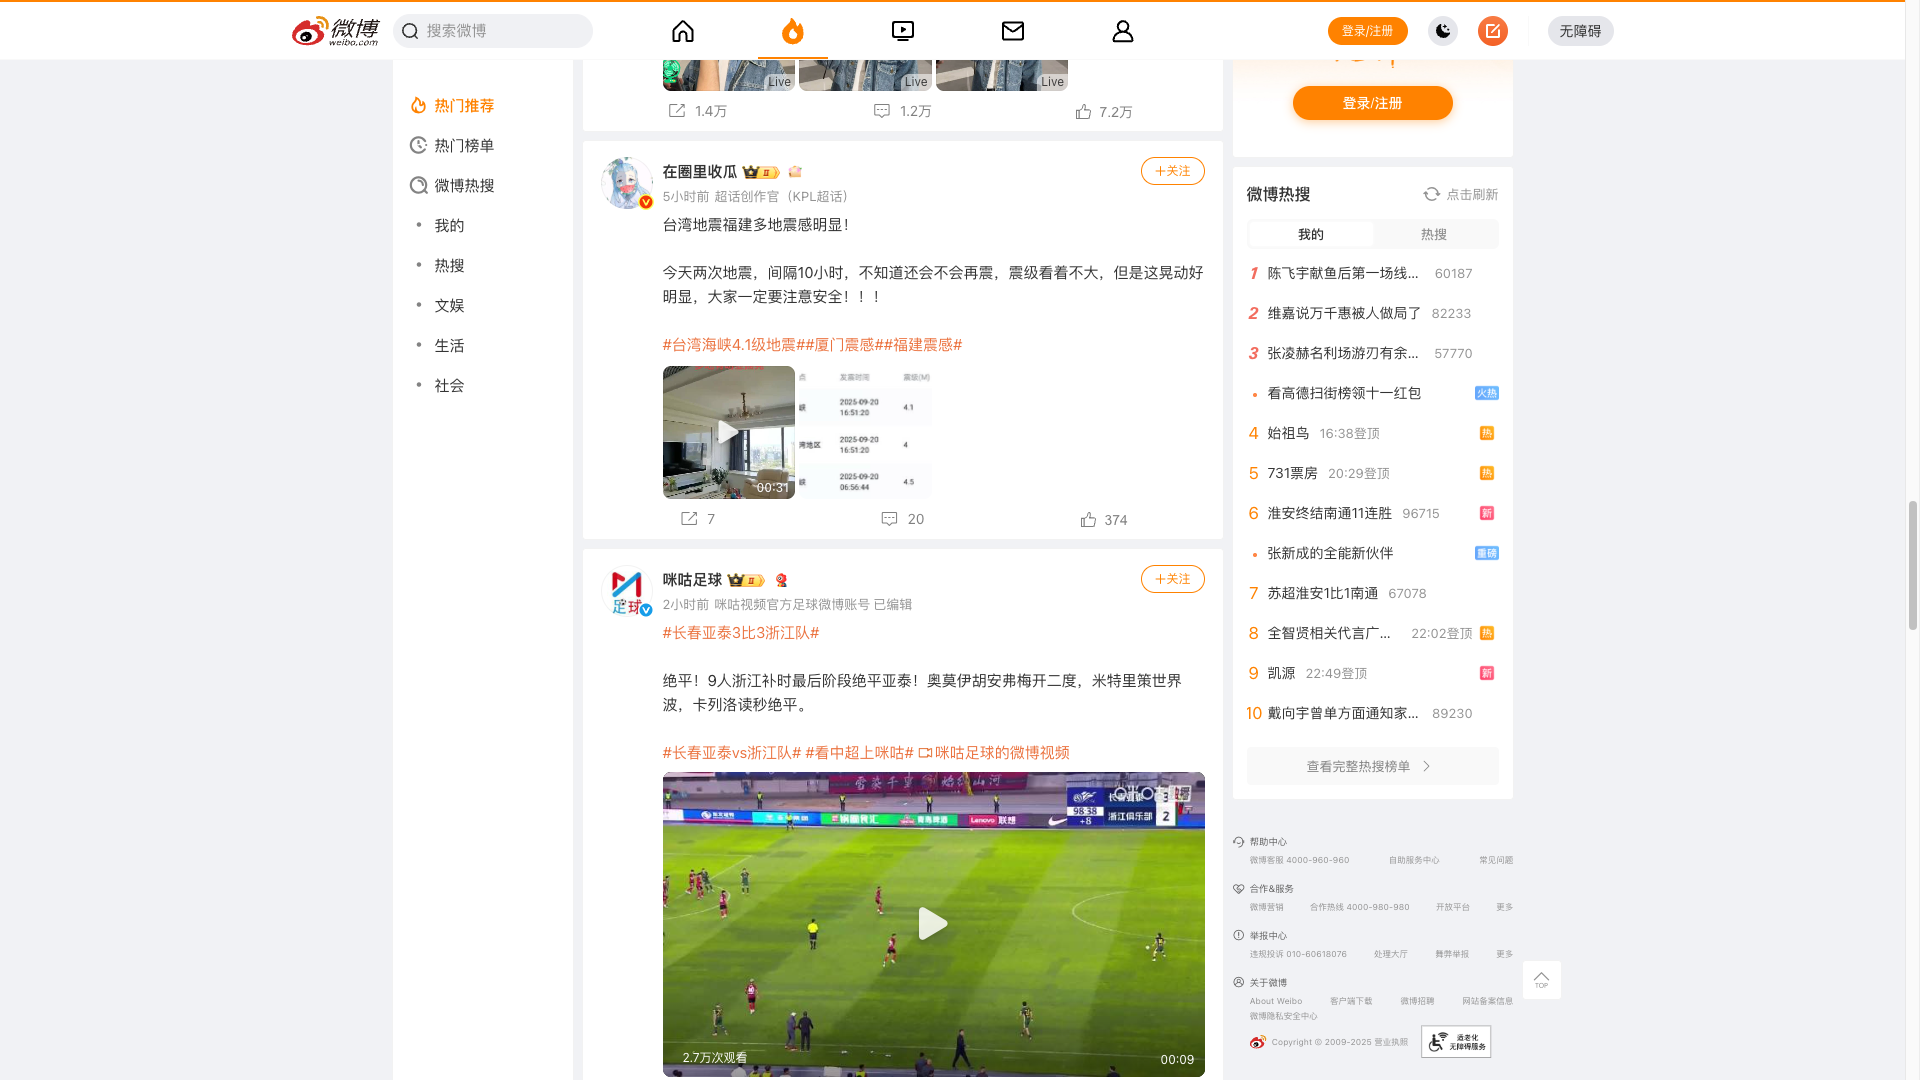 微博
weibo.com
搜索微博
登录/注册
无障碍
热门推荐
热门榜单
微博热搜
我的
热搜
文娱
生活
社会
Live
Live
Live
1.4万
1.2万
7.2万
在圈里收瓜
+关注
5小时前 超话创作官（KPL超话）
台湾地震福建多地震感明显！
今天两次地震，间隔10小时，不知道还会不会再震，震级看着不大，但是这晃动好
明显，大家一定要注意安全！！！
#台湾海峡4.1级地震##厦门震感##福建震感#
00:31
点 发震时间 震级(M)
峡 2025-09-20 16:51:20 4.1
湾地区 2025-09-20 16:51:20 4
峡 2025-09-20 06:56:44 4.5
7
20
374
咪咕足球
+关注
2小时前 咪咕视频官方足球微博账号 已编辑
#长春亚泰3比3浙江队#
绝平！9人浙江补时最后阶段绝平亚泰！奥莫伊胡安弗梅开二度，米特里策世界
波，卡列洛读秒绝平。
#长春亚泰vs浙江队# #看中超上咪咕# 咪咕足球的微博视频
98:38
+8
3
浙江俱乐部 2
Lenovo 联想
2.7万次观看
00:09
登录/注册
微博热搜
点击刷新
我的
热搜
1 陈飞宇献鱼后第一场线... 60187
2 维嘉说万千惠被人做局了 82233
3 张凌赫名利场游刃有余... 57770
看高德扫街榜领十一红包 火热
4 始祖鸟 16:38登顶 热
5 731票房 20:29登顶 热
6 淮安终结南通11连胜 96715 新
张新成的全能新伙伴 重磅
7 苏超淮安1比1南通 67078
8 全智贤相关代言广... 22:02登顶 热
9 凯源 22:49登顶 新
10 戴向宇曾单方面通知家... 89230
查看完整热搜榜单
帮助中心
微博客服 4000-960-960 自助服务中心 常见问题
合作&服务
微博营销 合作热线 4000-980-980 开放平台 更多
举报中心
违规投诉 010-60618076 处理大厅 舞弊举报 更多
关于微博
About Weibo 客户端下载 微博招聘 网站备案信息
微博隐私安全中心
Copyright © 2009-2025 营业执照
适老化
无障碍服务
TOP